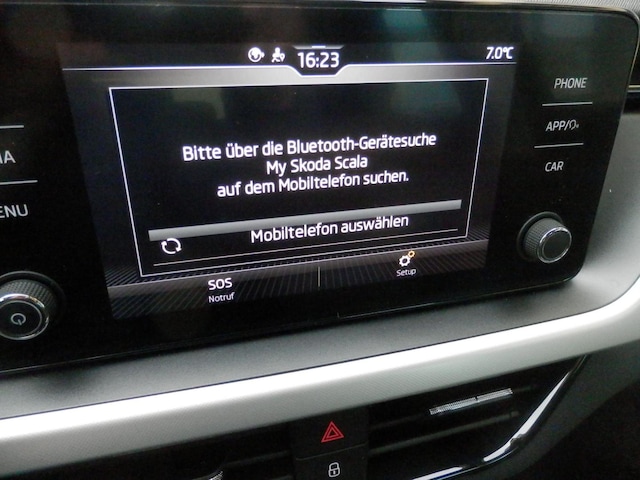 16:23
7.0°C
PHONE
APP/
CAR
Bitte über die Bluetooth-Gerätesuche
My Skoda Scala
auf dem Mobiltelefon suchen.
Mobiltelefon auswählen
SOS
Notruf
Setup
IA
ENU